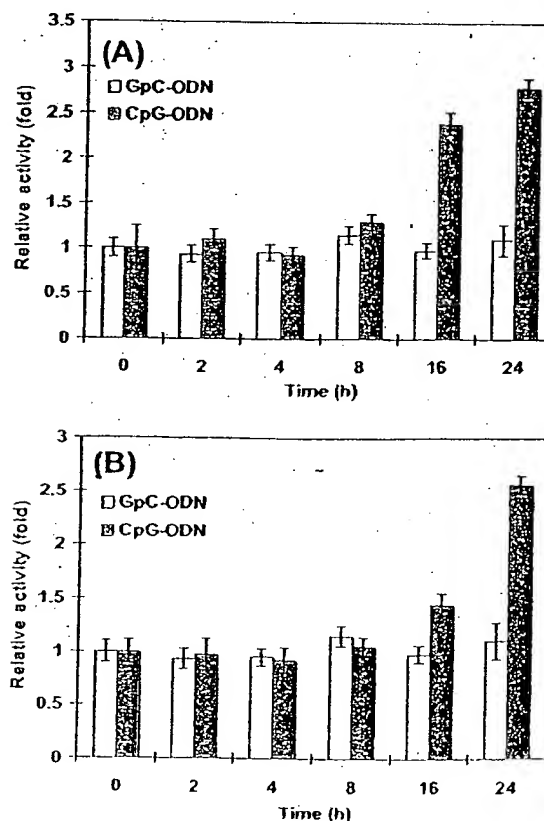 (A)
GpC-ODN
CpG-ODN
Relative activity (fold)
3.5
3
2.5
2
1.5
1
0.5
0
0 2 4 8 16 24
Time (h)
(B)
GpC-ODN
CpG-ODN
Relative activity (fold)
3
2.5
2
1.5
1
0.5
0
0 2 4 8 16 24
Time (h)